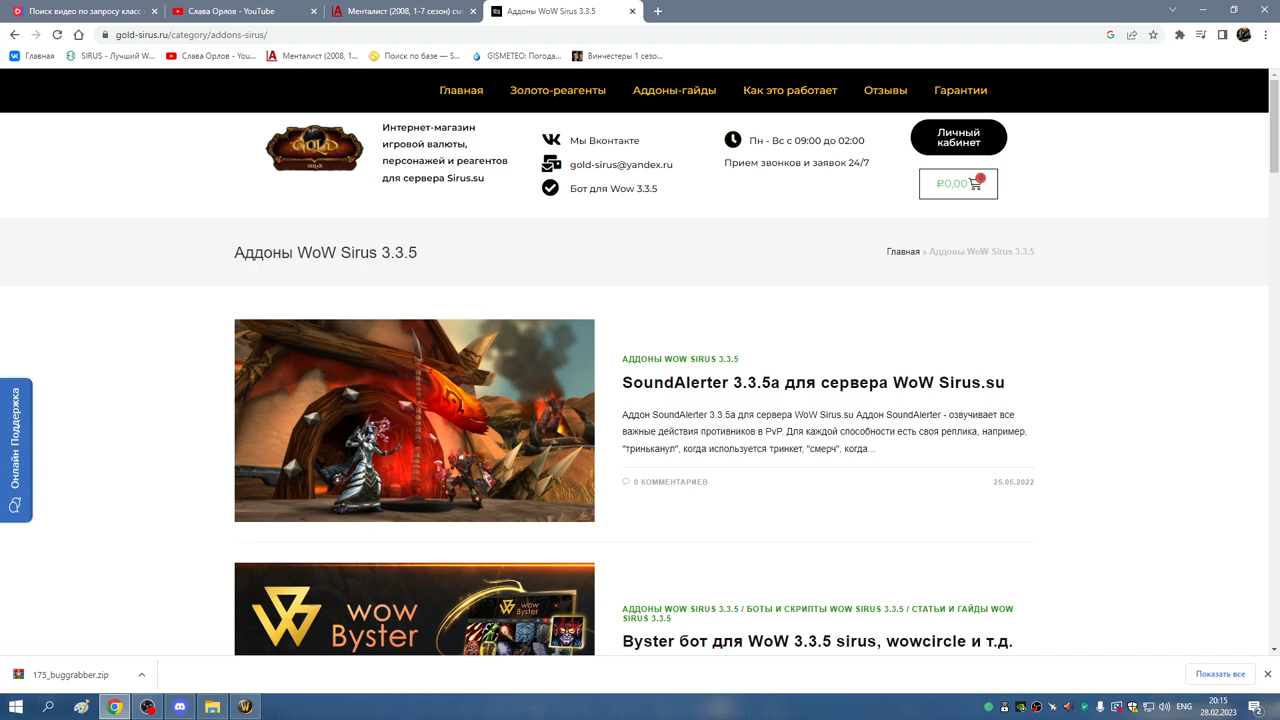 Поиск видео по запросу класс
Слава Орлов - YouTube
Менталист (2008, 1-7 сезон) см
Аддоны WoW Sirus 3.3.5
gold-sirus.ru/category/addons-sirus/
Главная
SIRUS - Лучший W...
Слава Орлов - You...
Менталист (2008, 1...
Поиск по базе — S...
GISMETEO: Погода...
Винчестеры 1 сезо...
Главная
Золото-реагенты
Аддоны-гайды
Как это работает
Отзывы
Гарантии
GOLD
SIRUS
Интернет-магазин
игровой валюты,
персонажей и реагентов
для сервера Sirus.su
Мы Вконтакте
gold-sirus@yandex.ru
Бот для Wow 3.3.5
Пн - Вс с 09:00 до 02:00
Прием звонков и заявок 24/7
Личный
кабинет
₽0,00
0
Аддоны WoW Sirus 3.3.5
Главная » Аддоны WoW Sirus 3.3.5
АДДОНЫ WOW SIRUS 3.3.5
SoundAlerter 3.3.5a для сервера WoW Sirus.su
Аддон SoundAlerter 3.3.5a для сервера WoW Sirus.su Аддон SoundAlerter - озвучивает все
важные действия противников в PvP. Для каждой способности есть своя реплика, например,
"триньканул", когда используется тринкет, "смерч", когда…
0 КОММЕНТАРИЕВ
25.05.2022
Онлайн Поддержка
wow
Byster
АДДОНЫ WOW SIRUS 3.3.5 / БОТЫ И СКРИПТЫ WOW SIRUS 3.3.5 / СТАТЬИ И ГАЙДЫ WOW
SIRUS 3.3.5
Byster бот для WoW 3.3.5 sirus, wowcircle и т.д.
175_buggrabber.zip
Показать все
ENG
20:15
28.02.2023
2